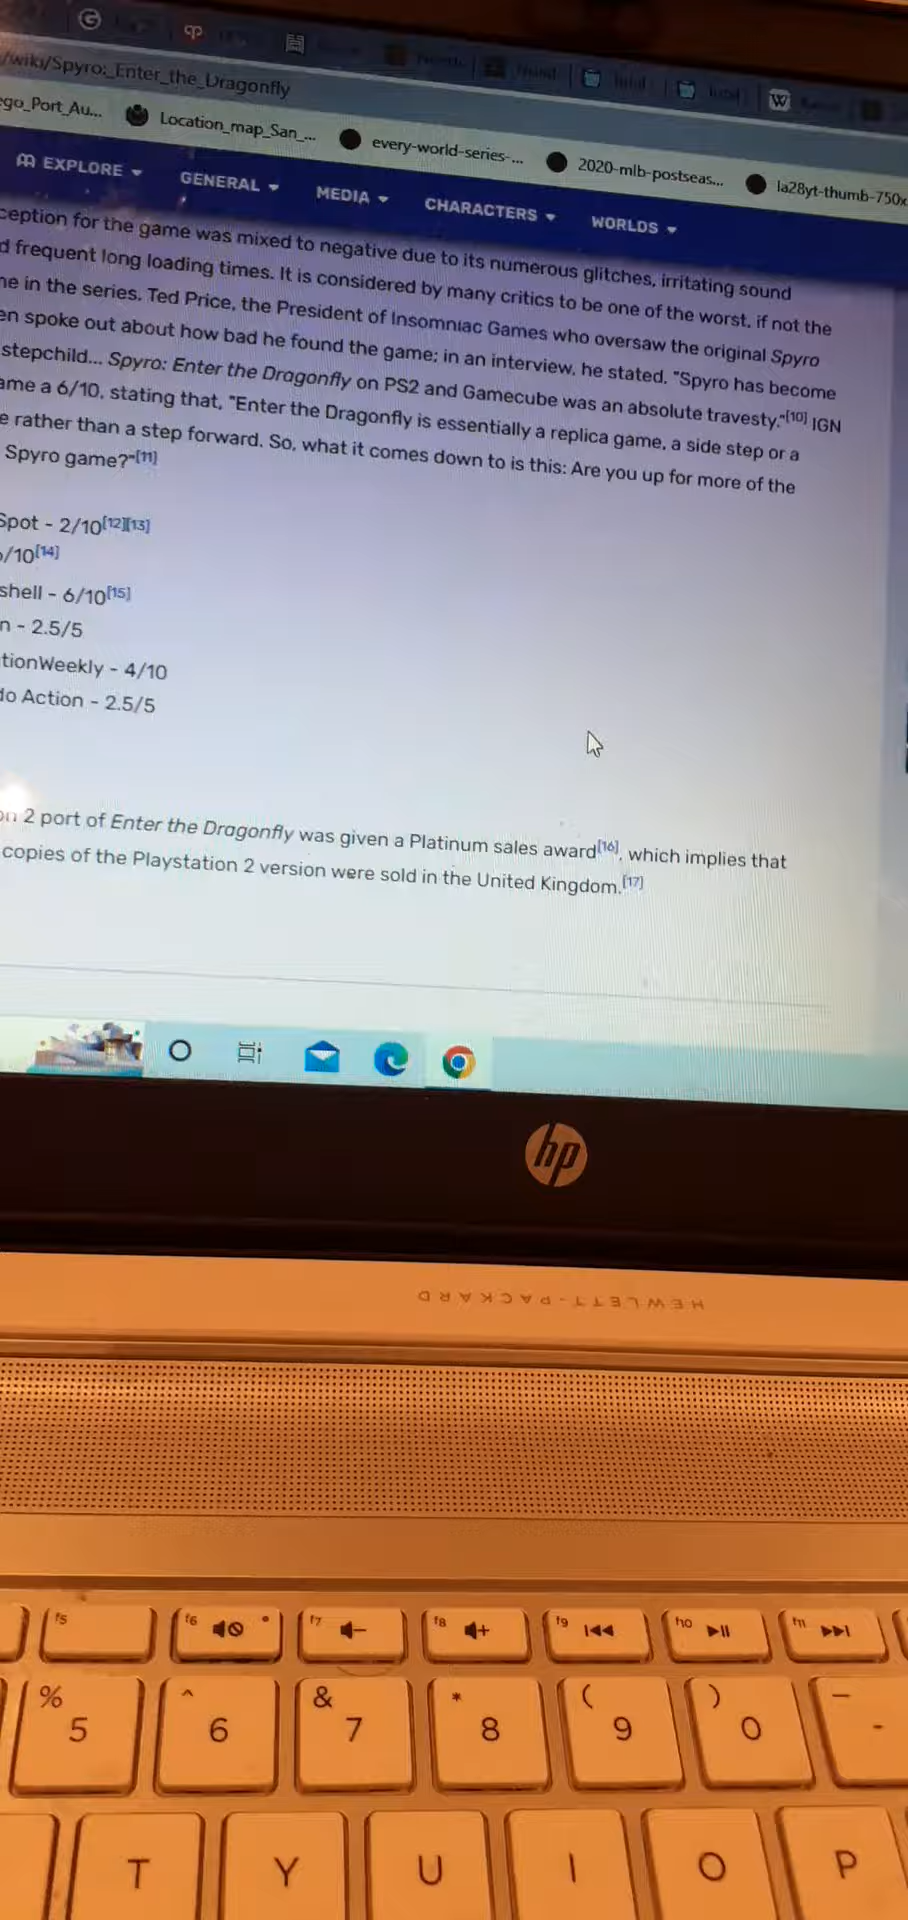 /wiki/Spyro:_Enter_the_Dragonfly
ego_Port_Au...
Location_map_San_...
every-world-series-...
2020-mlb-postseas...
la28yt-thumb-750x
EXPLORE
GENERAL
MEDIA
CHARACTERS
WORLDS
ception for the game was mixed to negative due to its numerous glitches, irritating sound
d frequent long loading times. It is considered by many critics to be one of the worst, if not the
ne in the series. Ted Price, the President of Insomniac Games who oversaw the original Spyro
en spoke out about how bad he found the game; in an interview, he stated, "Spyro has become
stepchild... Spyro: Enter the Dragonfly on PS2 and Gamecube was an absolute travesty."[10] IGN
ame a 6/10, stating that, "Enter the Dragonfly is essentially a replica game, a side step or a
e rather than a step forward. So, what it comes down to is this: Are you up for more of the
Spyro game?"[11]
Spot - 2/10[12][13]
/10[14]
shell - 6/10[15]
n - 2.5/5
tionWeekly - 4/10
do Action - 2.5/5
on 2 port of Enter the Dragonfly was given a Platinum sales award[16], which implies that
copies of the Playstation 2 version were sold in the United Kingdom.[17]
hp
HEWLETT-PACKARD
f5 f6 f7 f8 f9 f10 f11
% ^ & * ( ) —
5 6 7 8 9 0 -
T Y U I O P